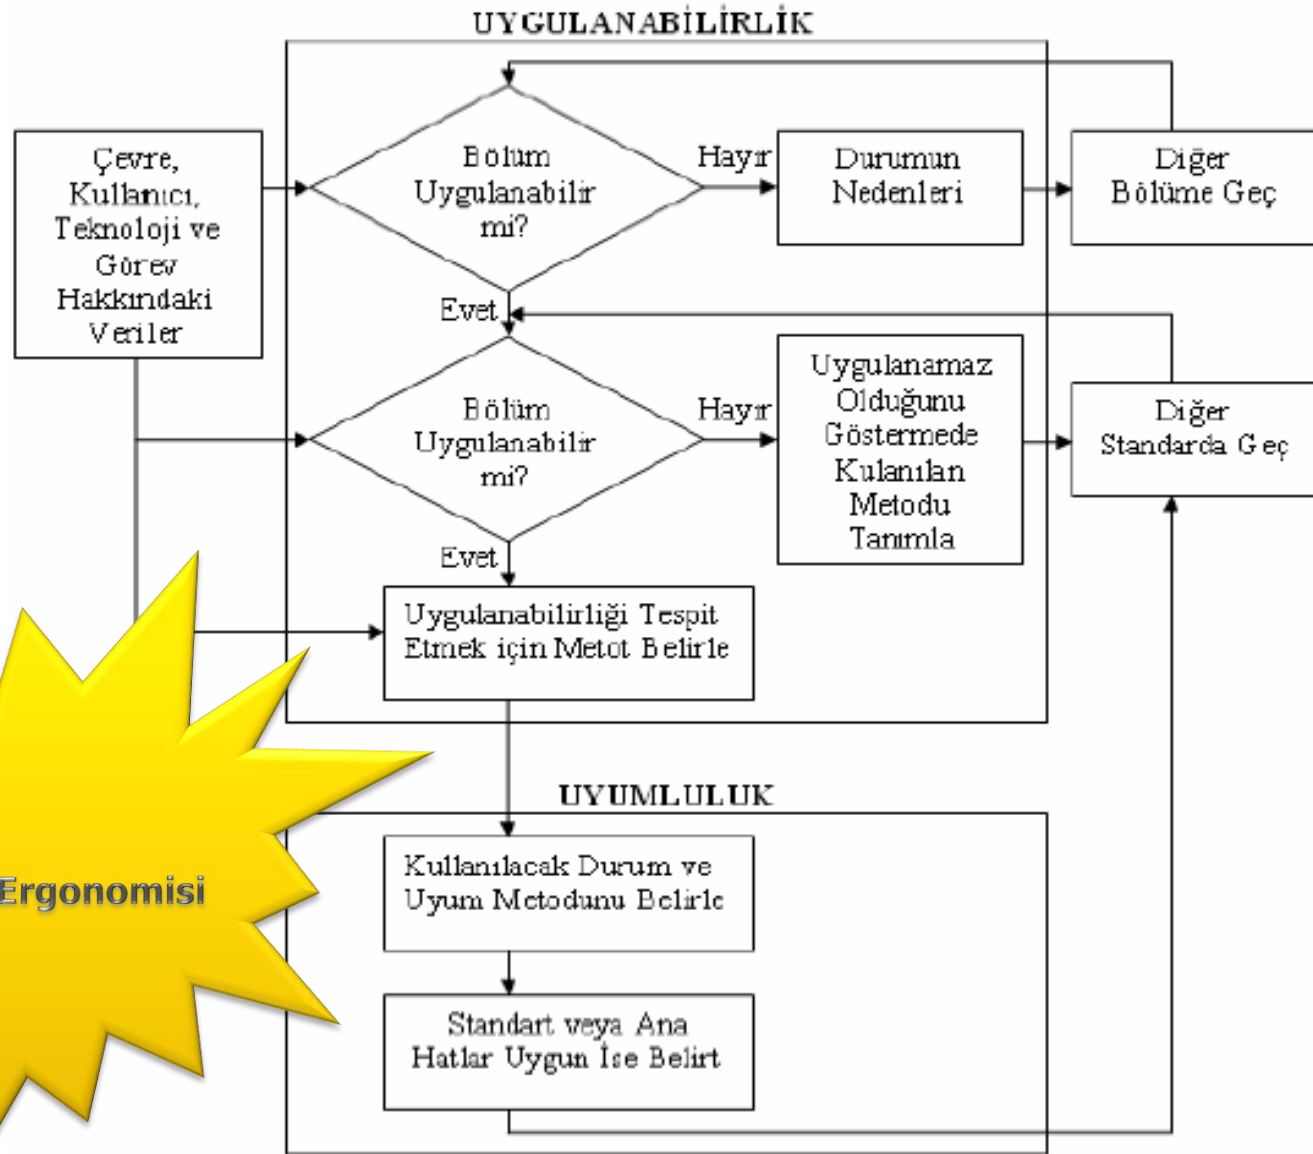 UYGULANABİLİRLİK
Çevre,
Kullanıcı,
Teknoloji ve
Görev
Hakkındaki
Veriler
Bölüm
Uygulanabilir
mi?
Hayır
Durumun
Nedenleri
Diğer
Bölüme Geç
Evet
Bölüm
Uygulanabilir
mi?
Hayır
Uygulanamaz
Olduğunu
Göstermede
Kulanılan
Metodu
Tanımla
Diğer
Standarda Geç
Evet
Uygulanabilirliği Tespit
Etmek için Metot Belirle
UYUMLULUK
Kullanılacak Durum ve
Uyum Metodunu Belirle
Ergonomisi
Standart veya Ana
Hatlar Uygun İse Belirt